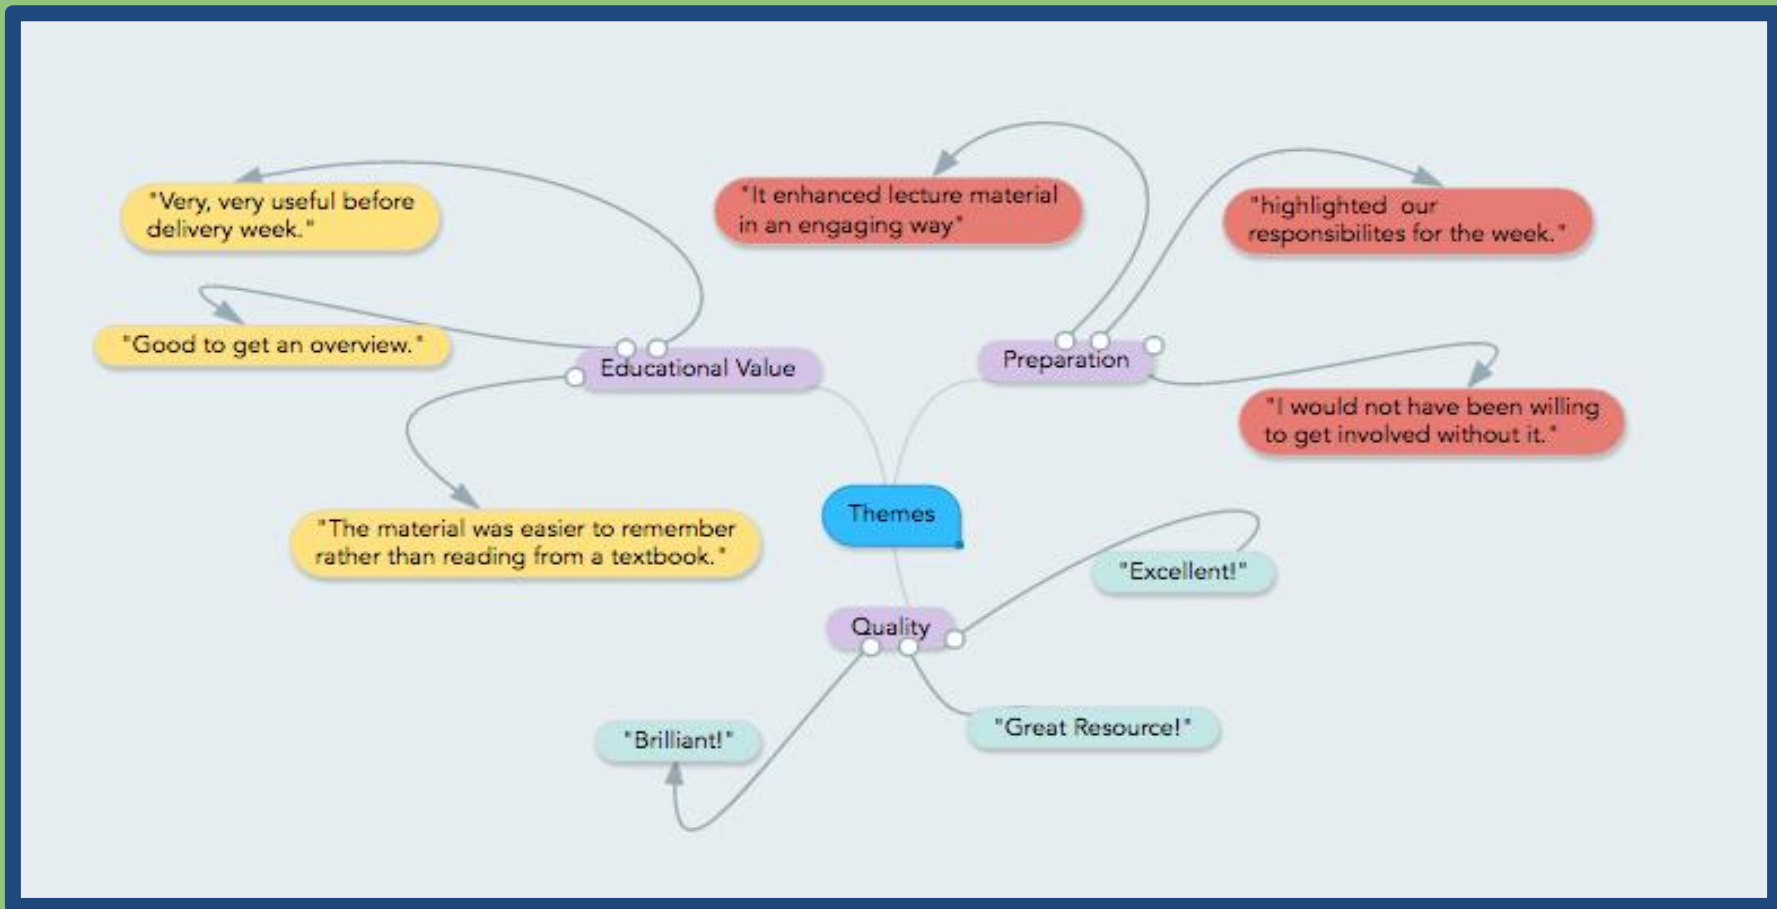 "Very, very useful before
delivery week."
"Good to get an overview."
Educational Value
"The material was easier to remember
rather than reading from a textbook. "
"It enhanced lecture material
in an engaging way"
"highlighted  our
responsibilites for the week."
Preparation
"I would not have been willing
to get involved without it."
Themes
Quality
"Excellent!"
"Great Resource!"
"Brilliant!"